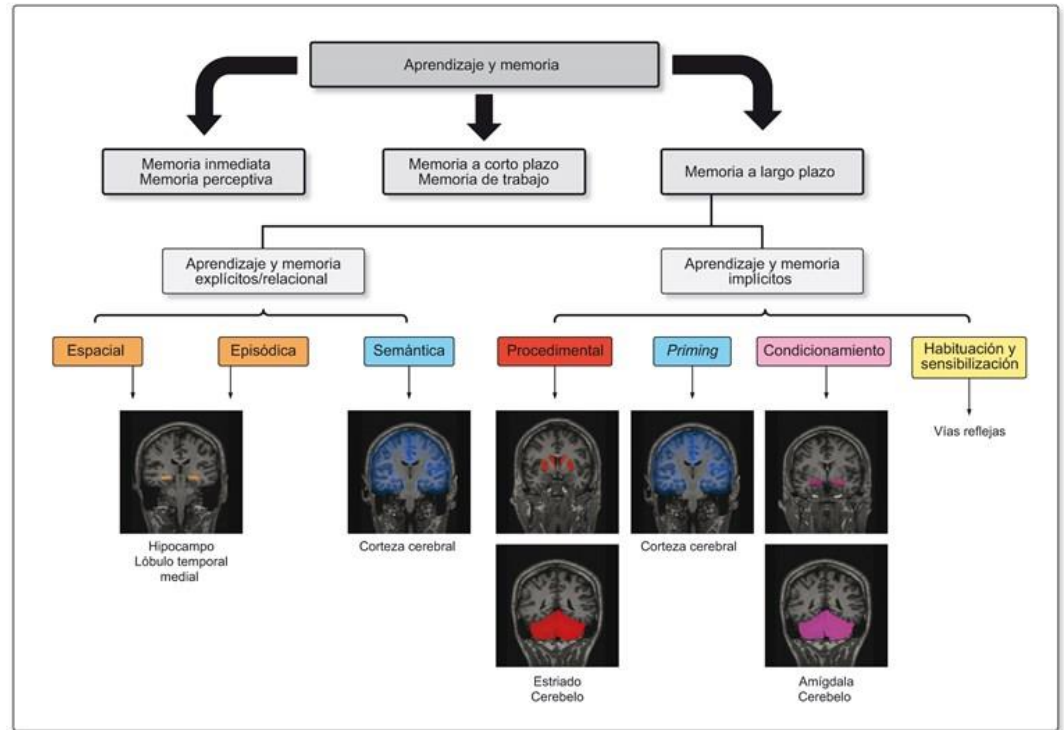 Aprendizaje y memoria
Memoria inmediata
Memoria perceptiva
Memoria a corto plazo
Memoria de trabajo
Memoria a largo plazo
Aprendizaje y memoria
explícitos/relacional
Aprendizaje y memoria
implícitos
Espacial
Episódica
Semántica
Procedimental
Priming
Condicionamiento
Habituación y
sensibilización
Vías reflejas
Hipocampo
Lóbulo temporal
medial
Corteza cerebral
Corteza cerebral
Estriado
Cerebelo
Amígdala
Cerebelo